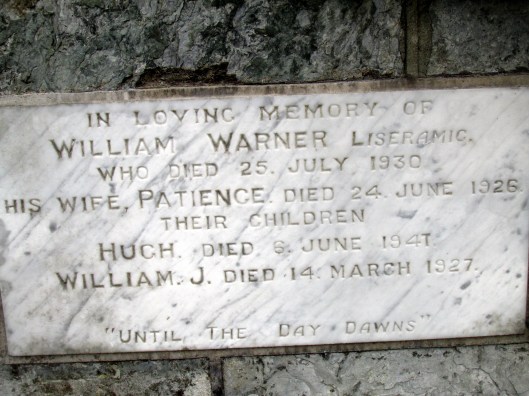 IN LOVING MEMORY OF
WILLIAM WARNER LISERAMIC.
WHO DIED 25. JULY 1930
HIS WIFE, PATIENCE. DIED 24. JUNE 1926
THEIR CHILDREN
HUGH. DIED 6. JUNE 1947.
WILLIAM. J. DIED 14. MARCH 1927.
"UNTIL THE DAY DAWNS"